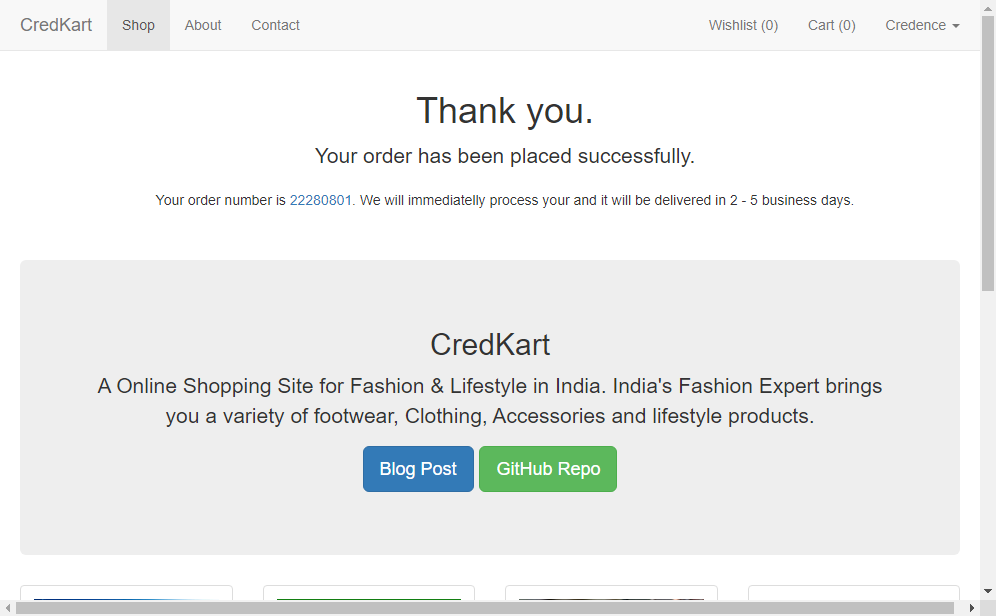 CredKart Shop About Contact Wishlist (0) Cart (0) Credence
Thank you.
Your order has been placed successfully.
Your order number is 22280801. We will immediatelly process your and it will be delivered in 2 - 5 business days.
CredKart
A Online Shopping Site for Fashion & Lifestyle in India. India's Fashion Expert brings
you a variety of footwear, Clothing, Accessories and lifestyle products.
Blog Post GitHub Repo